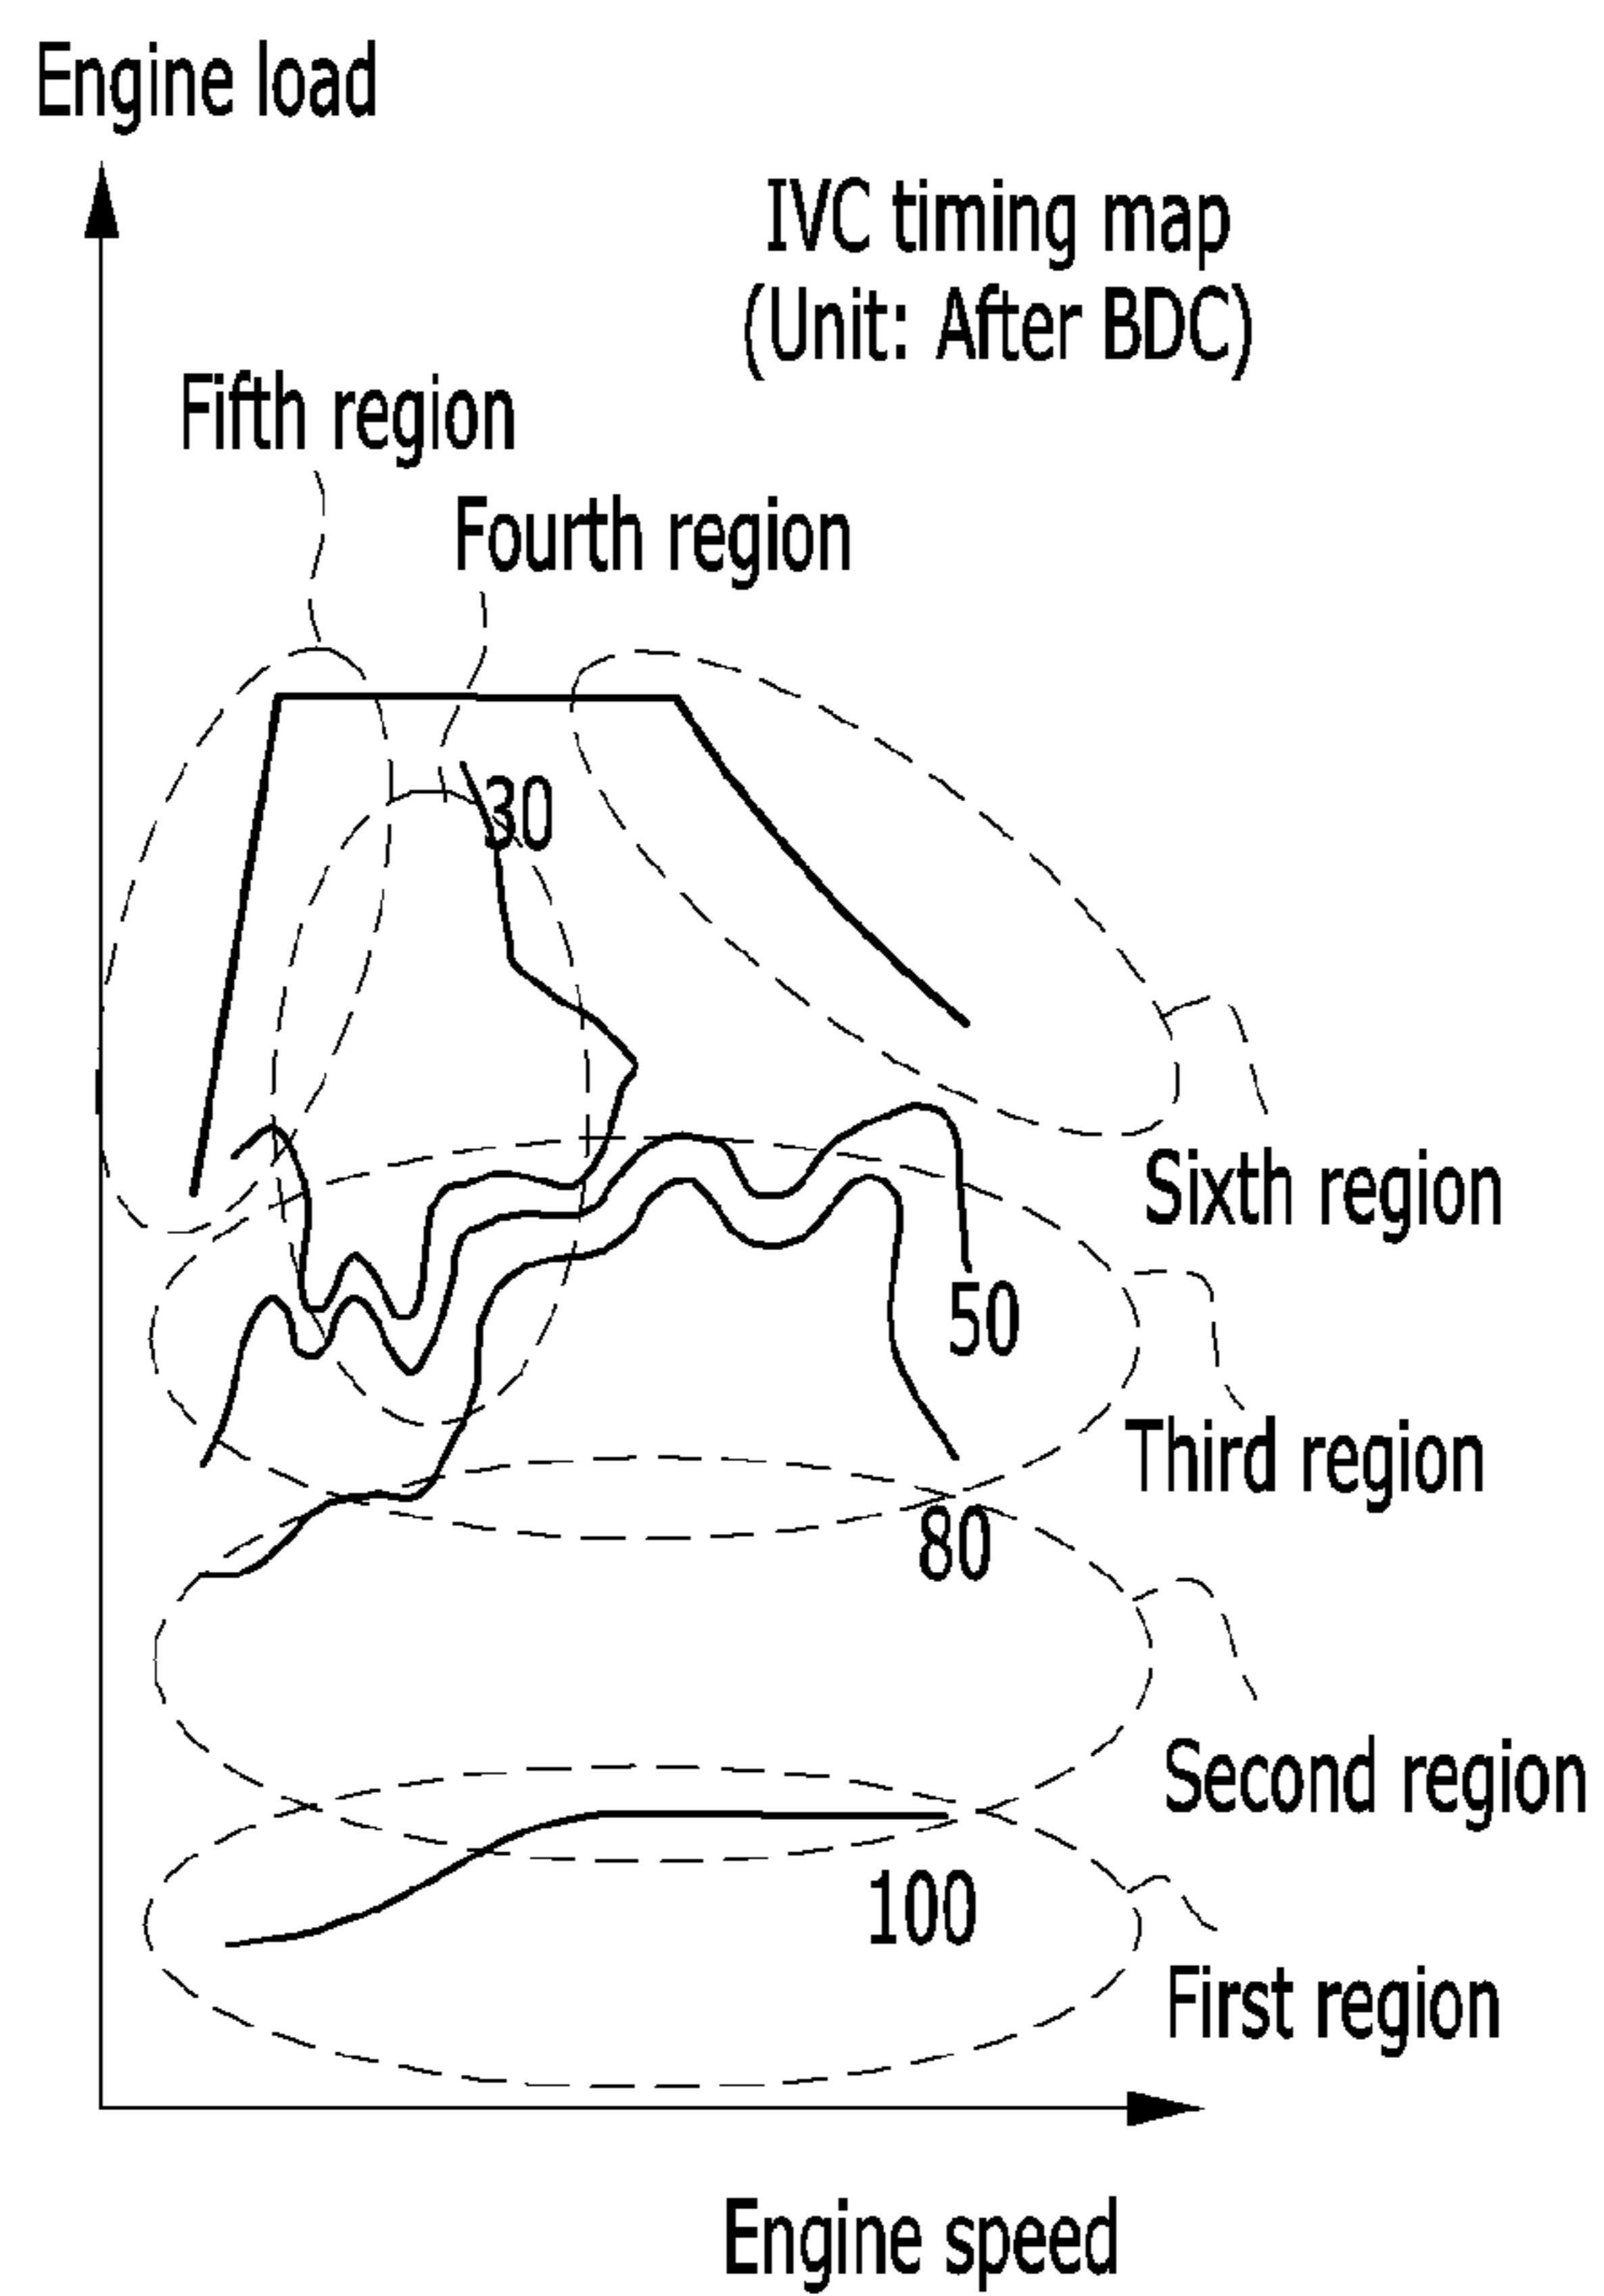 Engine load
IVC timing map
(Unit: After BDC)
Fifth region
Fourth region
30
Sixth region
50
Third region
80
Second region
100
First region
Engine speed